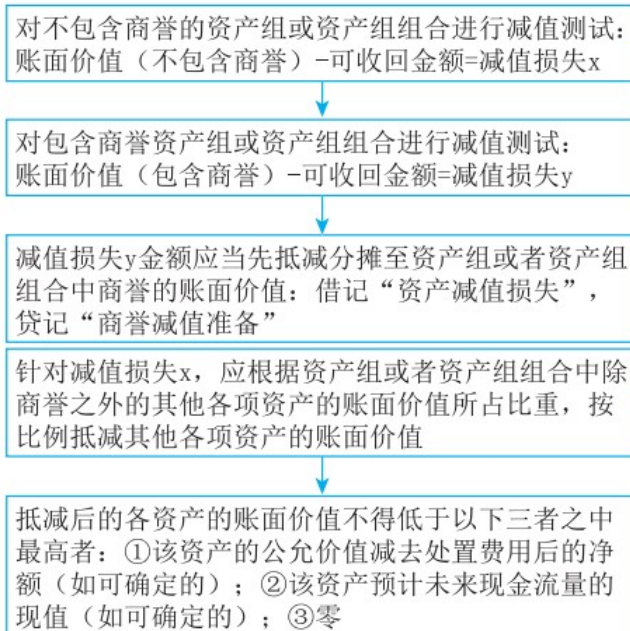 对不包含商誉的资产组或资产组组合进行减值测试：
账面价值（不包含商誉）-可收回金额=减值损失x
对包含商誉资产组或资产组组合进行减值测试：
账面价值（包含商誉）-可收回金额=减值损失y
减值损失y金额应当先抵减分摊至资产组或者资产组
组合中商誉的账面价值：借记“资产减值损失”，
贷记“商誉减值准备”
针对减值损失x，应根据资产组或者资产组组合中除
商誉之外的其他各项资产的账面价值所占比重，按
比例抵减其他各项资产的账面价值
抵减后的各资产的账面价值不得低于以下三者之中
最高者：①该资产的公允价值减去处置费用后的净
额（如可确定的）；②该资产预计未来现金流量的
现值（如可确定的）；③零